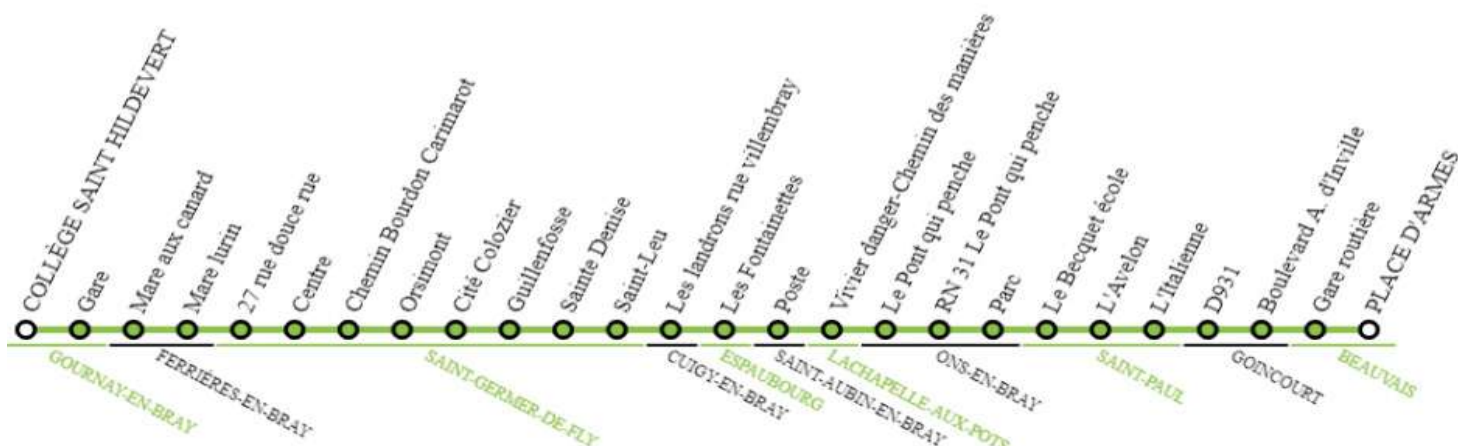 COLLÈGE SAINT HILDEVERT
Gare
Mare aux canard
Mare lurin
27 rue douce rue
Centre
Chemin Bourdon Carimarot
Orsimont
Cité Colozier
Guillenfosse
Sainte Denise
Saint-Leu
Les landrons rue villembray
Les Fontainettes
Poste
Vivier danger-Chemin des manières
Le Pont qui penche
RN 31 Le Pont qui penche
Parc
Le Becquet école
L'Avelon
L'Italienne
D931
Boulevard A. d'Inville
Gare routière
PLACE D'ARMES
GOURNAY-EN-BRAY
FERRIÈRES-EN-BRAY
SAINT-GERMER-DE-FLY
CUIGY-EN-BRAY
ESPAUBOURG
SAINT-AUBIN-EN-BRAY
LACHAPELLE-AUX-POTS
ONS-EN-BRAY
SAINT-PAUL
GOINCOURT
BEAUVAIS